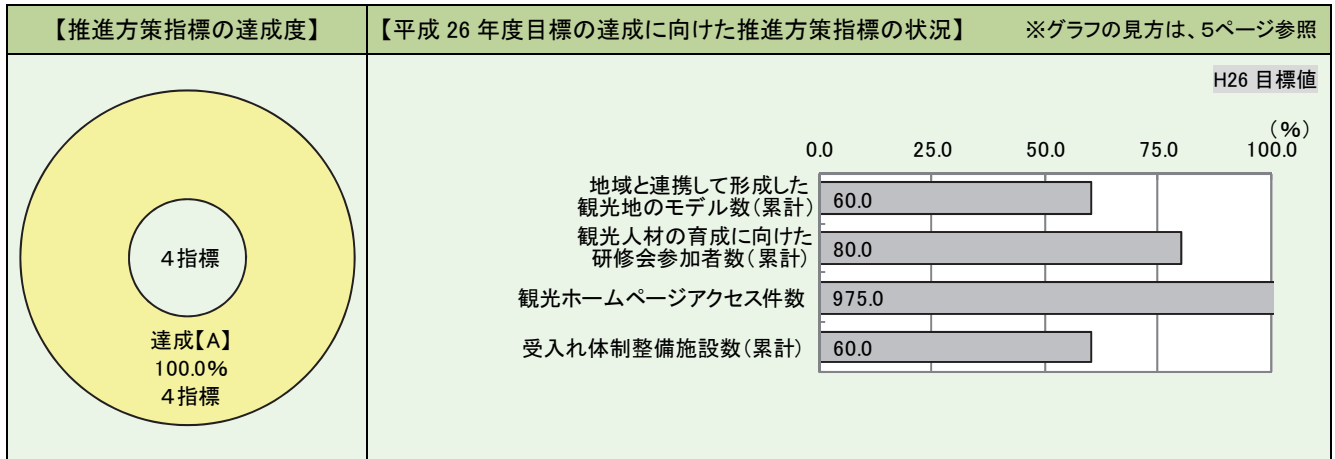 【推進方策指標の達成度】
【平成 26 年度目標の達成に向けた推進方策指標の状況】 ※グラフの見方は、5ページ参照
4指標
達成【A】
100.0%
4指標
H26 目標値
(%)
0.0 25.0 50.0 75.0 100.0
地域と連携して形成した
観光地のモデル数(累計)
60.0
観光人材の育成に向けた
研修会参加者数(累計)
80.0
観光ホームページアクセス件数
975.0
受入れ体制整備施設数(累計)
60.0